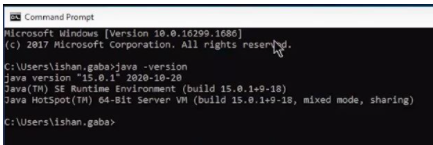 Command Prompt
Microsoft Windows [Version 10.0.16299.1686]
(c) 2017 Microsoft Corporation. All rights reserved.
C:\Users\ishan.gaba>java -version
java version "15.0.1" 2020-10-20
Java(TM) SE Runtime Environment (build 15.0.1+9-18)
Java HotSpot(TM) 64-Bit Server VM (build 15.0.1+9-18, mixed mode, sharing)
C:\Users\ishan.gaba>